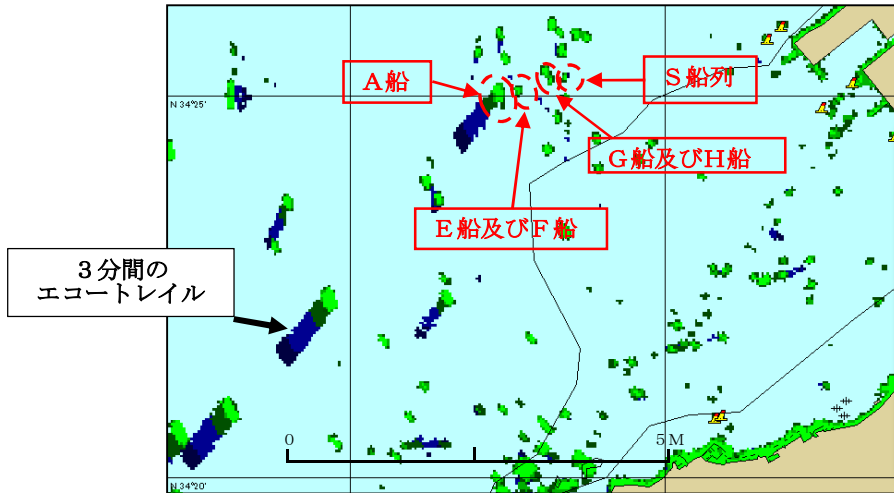 A船
S船列
N 34°25'
G船及びH船
E船及びF船
3分間の
エコートレイル
0
5M
N 34°20'